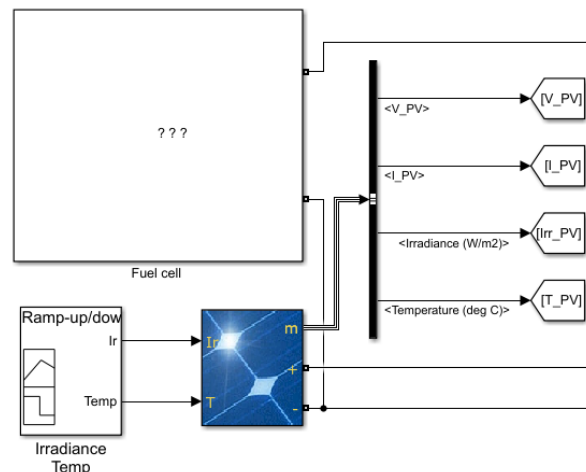 ? ? ?
Fuel cell
<V_PV>
[V_PV]
<I_PV>
[I_PV]
<Irradiance (W/m2)>
[Irr_PV]
<Temperature (deg C)>
[T_PV]
Ramp-up/dow
Ir
Temp
Irradiance
Temp
Ir
T
m
+
-